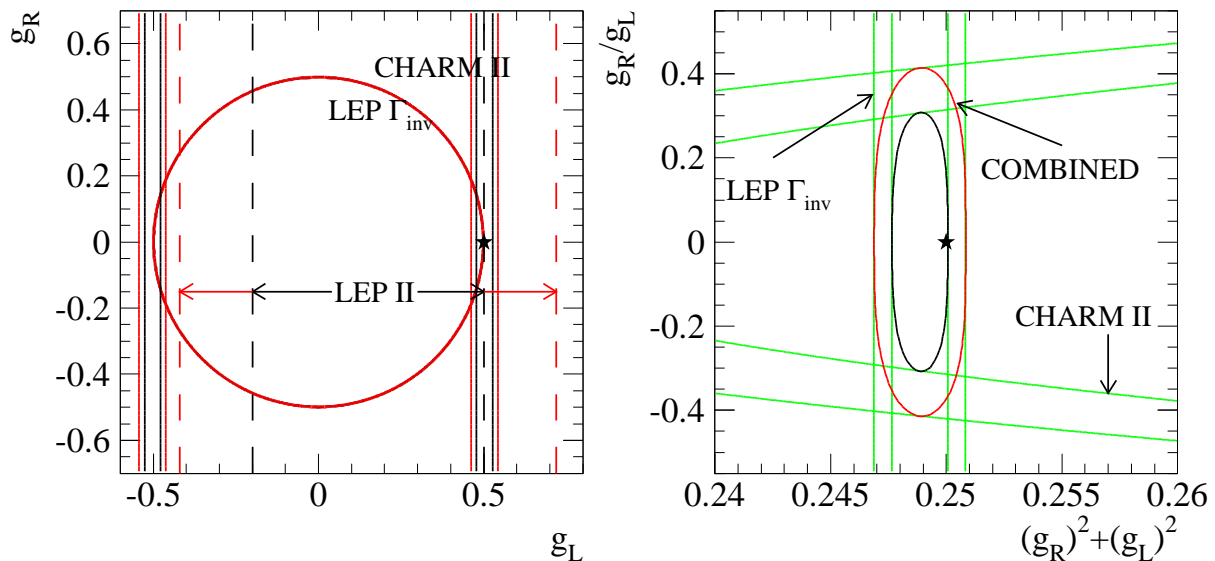 g_R
0.6
0.4
0.2
0
-0.2
-0.4
-0.6
CHARM II
LEP Γ_inv
LEP II
-0.5 0 0.5
g_L
g_R/g_L
0.4
0.2
0
-0.2
-0.4
LEP Γ_inv
COMBINED
CHARM II
0.24 0.245 0.25 0.255 0.26
(g_R)^2+(g_L)^2